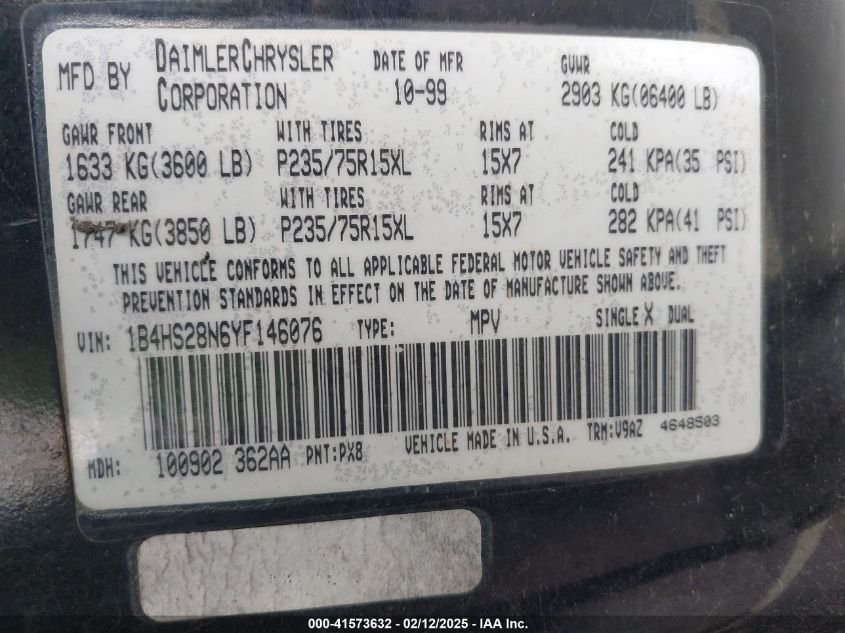 MFD BY DAIMLERCHRYSLER CORPORATION DATE OF MFR 10-99 GVWR 2903 KG(06400 LB)
GAWR FRONT WITH TIRES RIMS AT COLD
1633 KG(3600 LB) P235/75R15XL 15X7 241 KPA(35 PSI)
GAWR REAR WITH TIRES RIMS AT COLD
1747 KG(3850 LB) P235/75R15XL 15X7 282 KPA(41 PSI)
THIS VEHICLE CONFORMS TO ALL APPLICABLE FEDERAL MOTOR VEHICLE SAFETY AND THEFT
PREVENTION STANDARDS IN EFFECT ON THE DATE OF MANUFACTURE SHOWN ABOVE.
VIN: 1B4HS28N6YF146076 TYPE: MPV SINGLE X DUAL
MDH: 100902 362AA PNT:PX8 VEHICLE MADE IN U.S.A. TRM:V9AZ 4648503
000-41573632 - 02/12/2025 - IAA Inc.